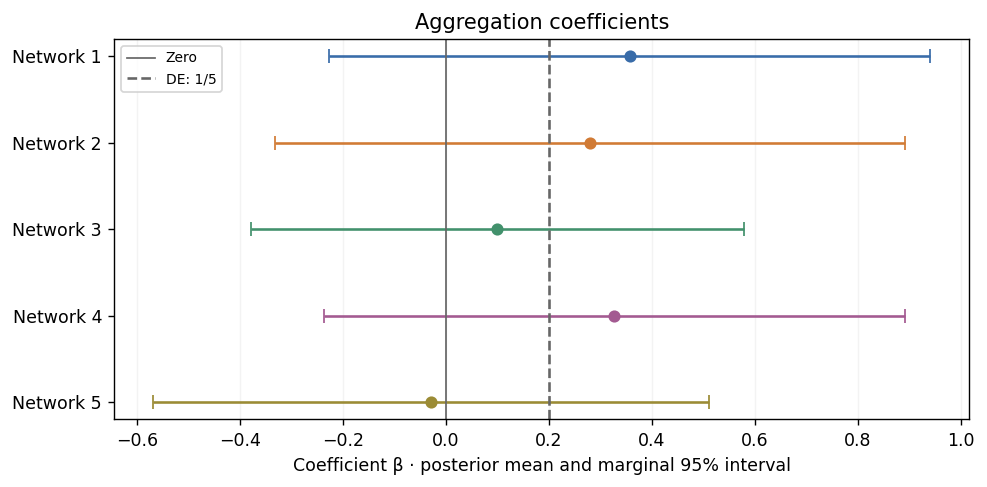 Aggregation coefficients
Network 1
Network 2
Network 3
Network 4
Network 5
Zero
DE: 1/5
−0.6 −0.4 −0.2 0.0 0.2 0.4 0.6 0.8 1.0
Coefficient β · posterior mean and marginal 95% interval